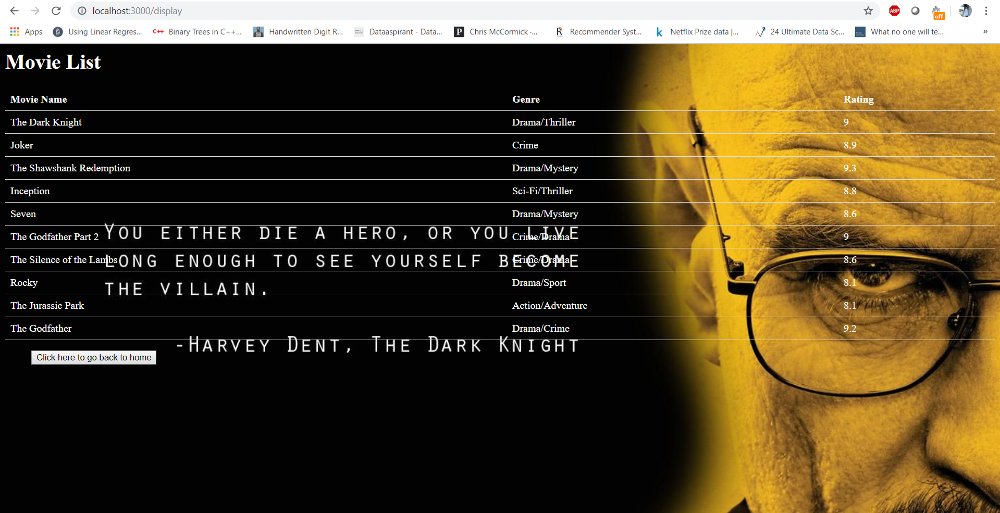 localhost:3000/display
ABP
off
Apps Using Linear Regres... C++ Binary Trees in C++... Handwritten Digit R... Dataaspirant - Data... P Chris McCormick ·... R Recommender Syst... k Netflix Prize data |... 24 Ultimate Data Sc... What no one will te... »
Movie List
Movie Name Genre Rating
The Dark Knight Drama/Thriller 9
Joker Crime 8.9
The Shawshank Redemption Drama/Mystery 9.3
Inception Sci-Fi/Thriller 8.8
Seven Drama/Mystery 8.6
The Godfather Part 2 Crime/Drama 9
The Silence of the Lambs Crime/Drama 8.6
Rocky Drama/Sport 8.1
The Jurassic Park Action/Adventure 8.1
The Godfather Drama/Crime 9.2
You either die a hero, or you live
long enough to see yourself become
the villain.
-Harvey Dent, The Dark Knight
Click here to go back to home